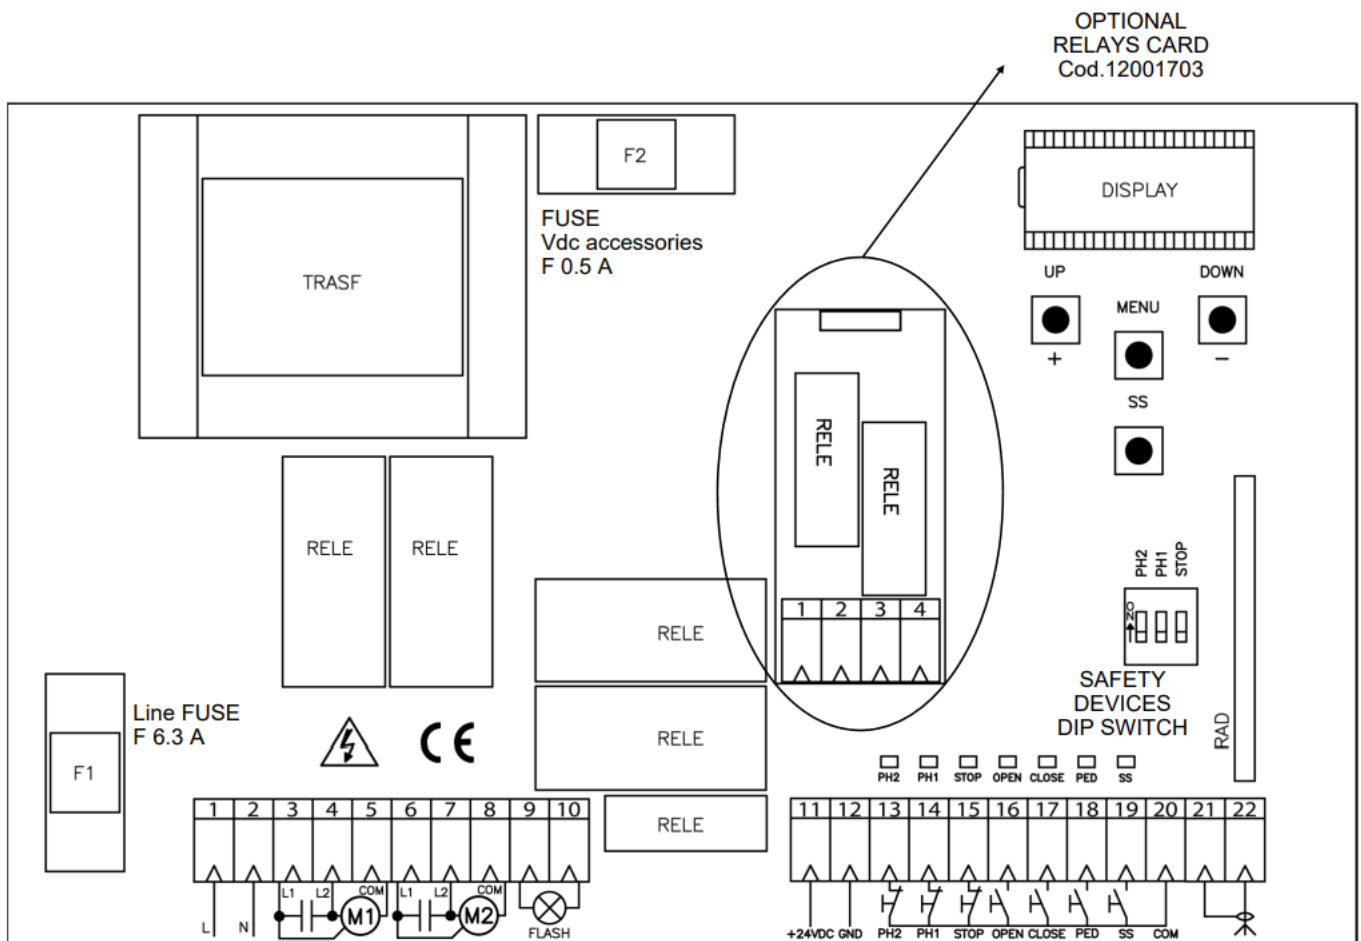 OPTIONAL
RELAYS CARD
Cod.12001703
F2
DISPLAY
FUSE
Vdc accessories
F 0.5 A
TRASF
UP
DOWN
MENU
+
−
SS
RELE
RELE
RELE
RELE
PH2
PH1
STOP
ON
1 2 3 4
RELE
SAFETY
DEVICES
DIP SWITCH
RAD
Line FUSE
F 6.3 A
CE
RELE
F1
PH2 PH1 STOP OPEN CLOSE PED SS
1 2 3 4 5 6 7 8 9 10
RELE
11 12 13 14 15 16 17 18 19 20 21 22
L1 L2 COM L1 L2 COM
M1 M2
L N FLASH
+24VDC GND PH2 PH1 STOP OPEN CLOSE PED SS COM